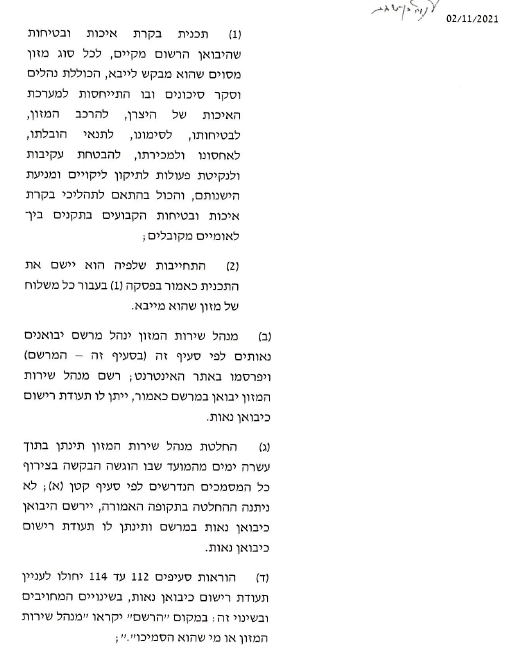 02/11/2021
(1) תכנית בקרת איכות ובטיחות
שהיבואן הרשום מקיים, לכל סוג מזון
מסוים שהוא מבקש לייבא, הכוללת נהלים
וסקר סיכונים ובו התייחסות למערכת
האיכות של היצרן, להרכב המזון,
לבטיחותו, לסימונו, לתנאי הובלתו,
לאחסונו ולמכירתו, להבטחת עקיבות
ולנקיטת פעולות לתיקון ליקויים ומניעת
הישנותם, והכול בהתאם לתהליכי בקרת
איכות ובטיחות הקבועים בתקנים בין־
לאומיים מקובלים;
(2) התחייבות שלפיה הוא יישם את
התכנית כאמור בפסקה (1) בעבור כל משלוח
של מזון שהוא מייבא.
(ב) מנהל שירות המזון ינהל מרשם יבואנים
נאותים לפי סעיף זה (בסעיף זה – המרשם)
ויפרסמו באתר האינטרנט; רשם מנהל שירות
המזון יבואן במרשם כאמור, ייתן לו תעודת רישום
כיבואן נאות.
(ג) החלטת מנהל שירות המזון תינתן בתוך
עשרה ימים מהמועד שבו הוגשה הבקשה בצירוף
כל המסמכים הנדרשים לפי סעיף קטן (א); לא
ניתנה ההחלטה בתקופה האמורה, יירשם היבואן
כיבואן נאות במרשם ותינתן לו תעודת רישום
כיבואן נאות.
(ד) הוראות סעיפים 112 עד 114 יחולו לעניין
תעודת רישום כיבואן נאות, בשינויים המחויבים
ובשינוי זה: במקום "הרשם" יקראו "מנהל שירות
המזון או מי שהוא הסמיכו".";